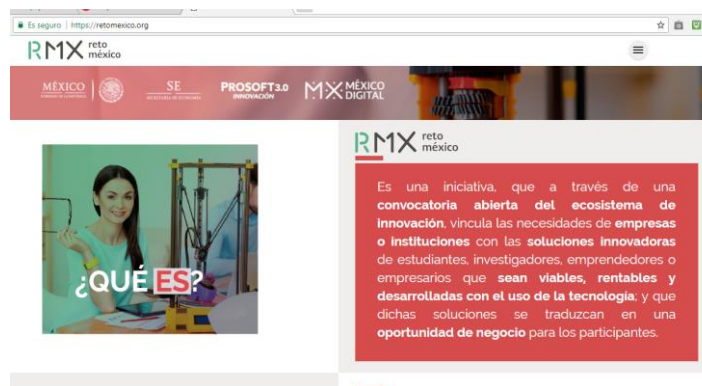 Es seguro | https://retomexico.org
RMX reto
méxico
MÉXICO
SE
PROSOFT3.0
INNOVACIÓN
MX MÉXICO
DIGITAL
RMX reto
méxico
Es una iniciativa, que a través de una
convocatoria abierta del ecosistema de
innovación, vincula las necesidades de empresas
o instituciones con las soluciones innovadoras
de estudiantes, investigadores, emprendedores o
empresarios que sean viables, rentables y
desarrolladas con el uso de la tecnología; y que
dichas soluciones se traduzcan en una
oportunidad de negocio para los participantes.
¿QUÉ ES?